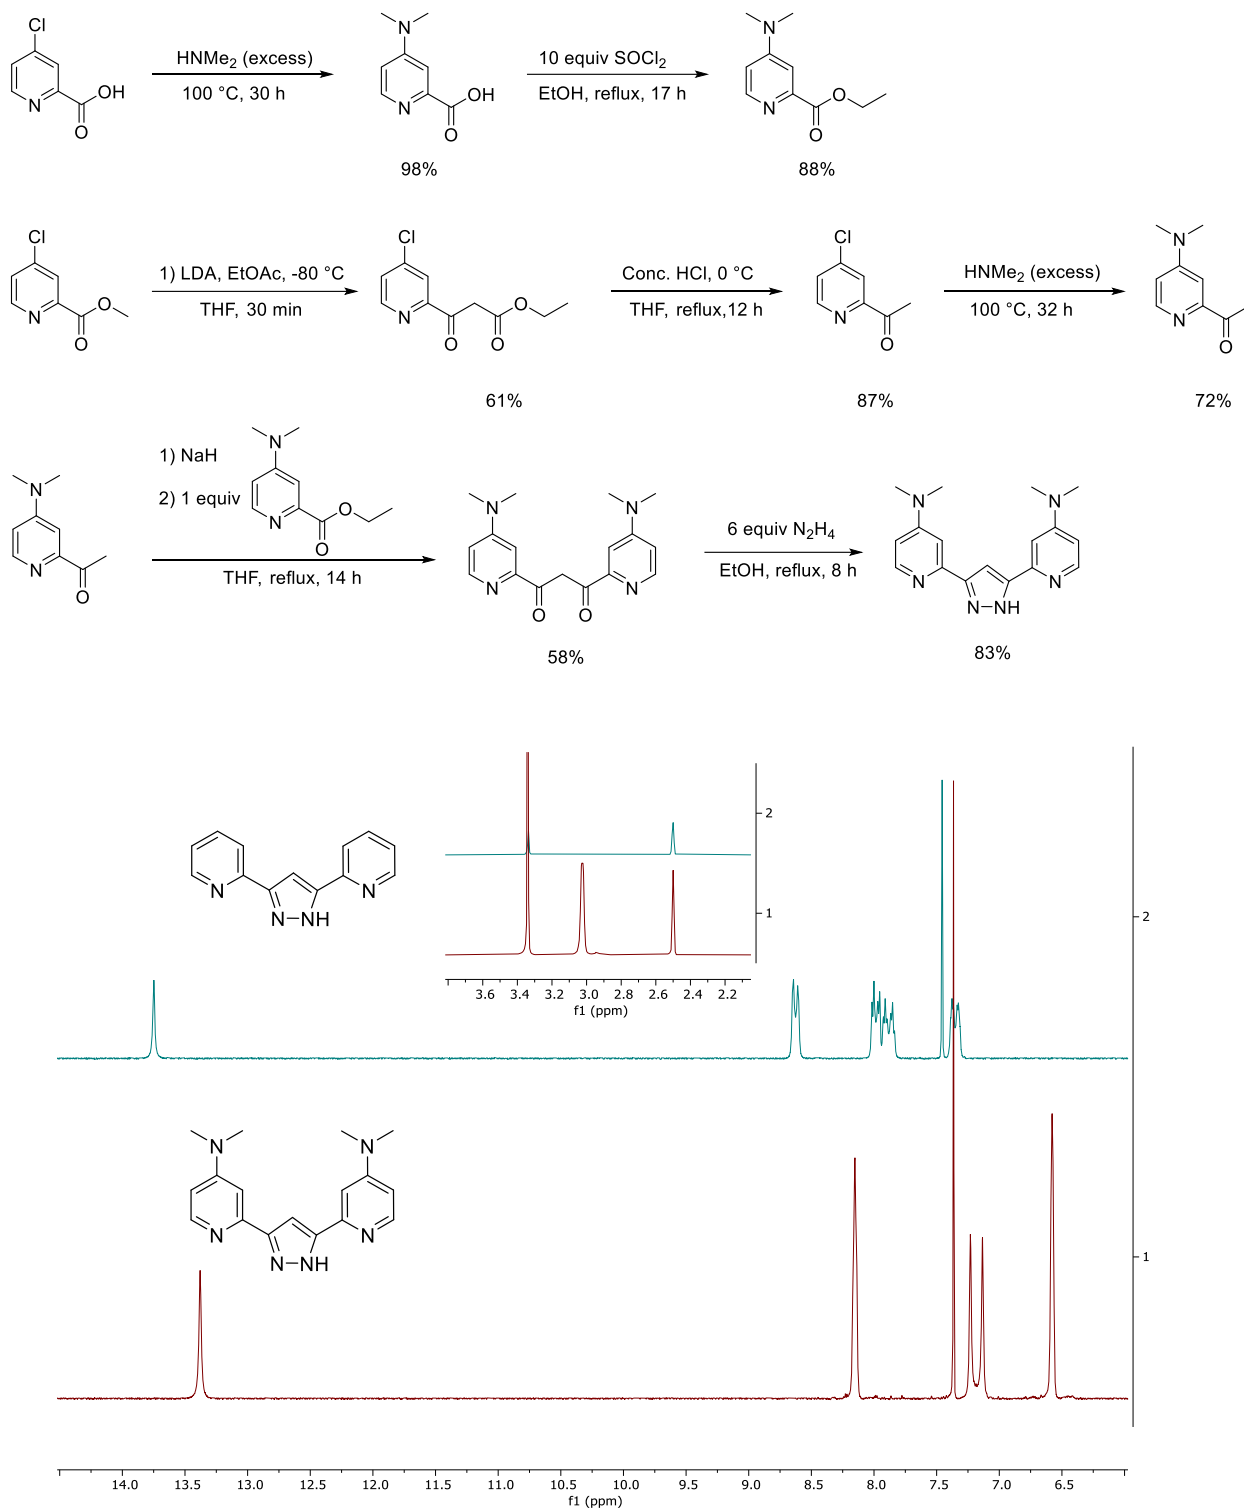 Cl
N
OH
O
HNMe2 (excess)
100 °C, 30 h
N
N
OH
O
98%
10 equiv SOCl2
EtOH, reflux, 17 h
N
N
O
O
88%
Cl
N
O
O
1) LDA, EtOAc, -80 °C
THF, 30 min
Cl
N
O
O
O
61%
Conc. HCl, 0 °C
THF, reflux,12 h
Cl
N
O
87%
HNMe2 (excess)
100 °C, 32 h
N
N
O
72%
N
N
O
1) NaH
2) 1 equiv
N
N
O
O
THF, reflux, 14 h
N
N
N
N
O
O
58%
6 equiv N2H4
EtOH, reflux, 8 h
N
N
N
N
N
NH
83%
N
N
N
NH
2
1
3.6 3.4 3.2 3.0 2.8 2.6 2.4 2.2
f1 (ppm)
2
N
N
N
N
N
NH
1
14.0 13.5 13.0 12.5 12.0 11.5 11.0 10.5 10.0 9.5 9.0 8.5 8.0 7.5 7.0 6.5
f1 (ppm)